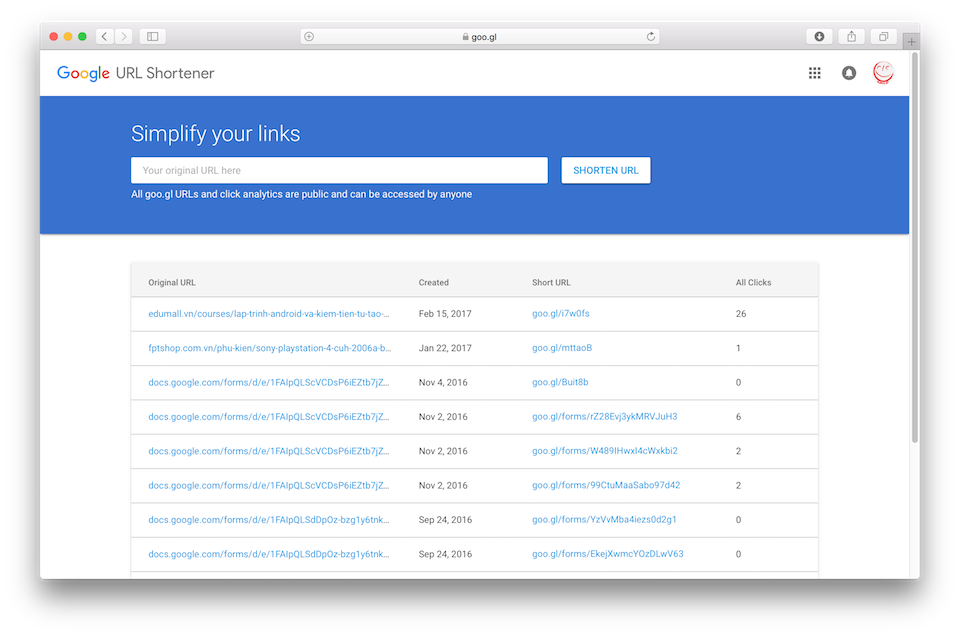 goo.gl
Google URL Shortener
Simplify your links
Your original URL here
SHORTEN URL
All goo.gl URLs and click analytics are public and can be accessed by anyone
Original URL Created Short URL All Clicks
edumall.vn/courses/lap-trinh-android-va-kiem-tien-tu-tao-... Feb 15, 2017 goo.gl/i7w0fs 26
fptshop.com.vn/phu-kien/sony-playstation-4-cuh-2006a-b... Jan 22, 2017 goo.gl/mttaoB 1
docs.google.com/forms/d/e/1FAIpQLScVCDsP6iEZtb7jZ... Nov 4, 2016 goo.gl/Buit8b 0
docs.google.com/forms/d/e/1FAIpQLScVCDsP6iEZtb7jZ... Nov 2, 2016 goo.gl/forms/rZ28Evj3ykMRVJuH3 6
docs.google.com/forms/d/e/1FAIpQLScVCDsP6iEZtb7jZ... Nov 2, 2016 goo.gl/forms/W489IHwxI4cWxkbi2 2
docs.google.com/forms/d/e/1FAIpQLScVCDsP6iEZtb7jZ... Nov 2, 2016 goo.gl/forms/99CtuMaaSabo97d42 2
docs.google.com/forms/d/e/1FAIpQLSdDpOz-bzg1y6tnk... Sep 24, 2016 goo.gl/forms/YzVvMba4iezs0d2g1 0
docs.google.com/forms/d/e/1FAIpQLSdDpOz-bzg1y6tnk... Sep 24, 2016 goo.gl/forms/EkejXwmcYOzDLwV63 0